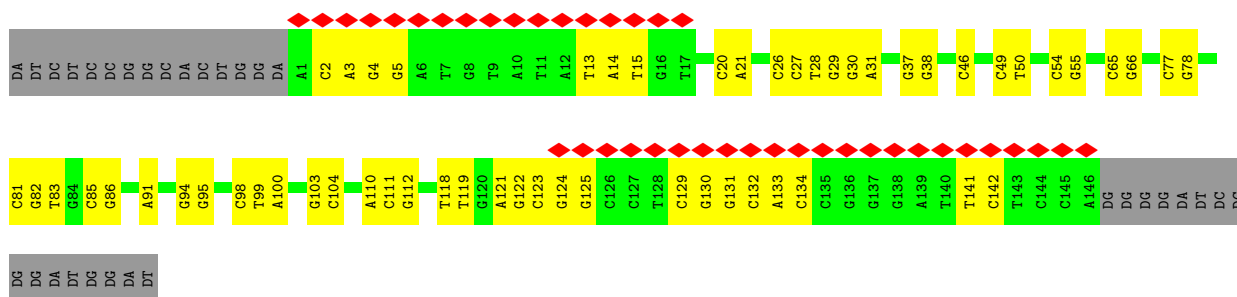 DA DT DC DT DC DC DG DG DC DA DC DT DG DG DA A1 C2 A3 G4 G5 A6 T7 G8 T9 A10 T11 A12 T13 A14 T15 G16 T17 C20 A21 C26 C27 T28 G29 G30 A31 G37 G38 C46 C49 T50 C54 G55 C65 G66 C77 G78
C81 G82 T83 G84 C85 G86 A91 G94 G95 C98 T99 A100 G103 C104 A110 C111 G112 T118 T119 G120 A121 G122 C123 G124 G125 C126 C127 T128 C129 G130 G131 C132 A133 C134 C135 G136 G137 G138 A139 T140 T141 C142 T143 C144 C145 A146 DG DG DG DG DA DT DC
DG DG DA DT DG DG DA DT